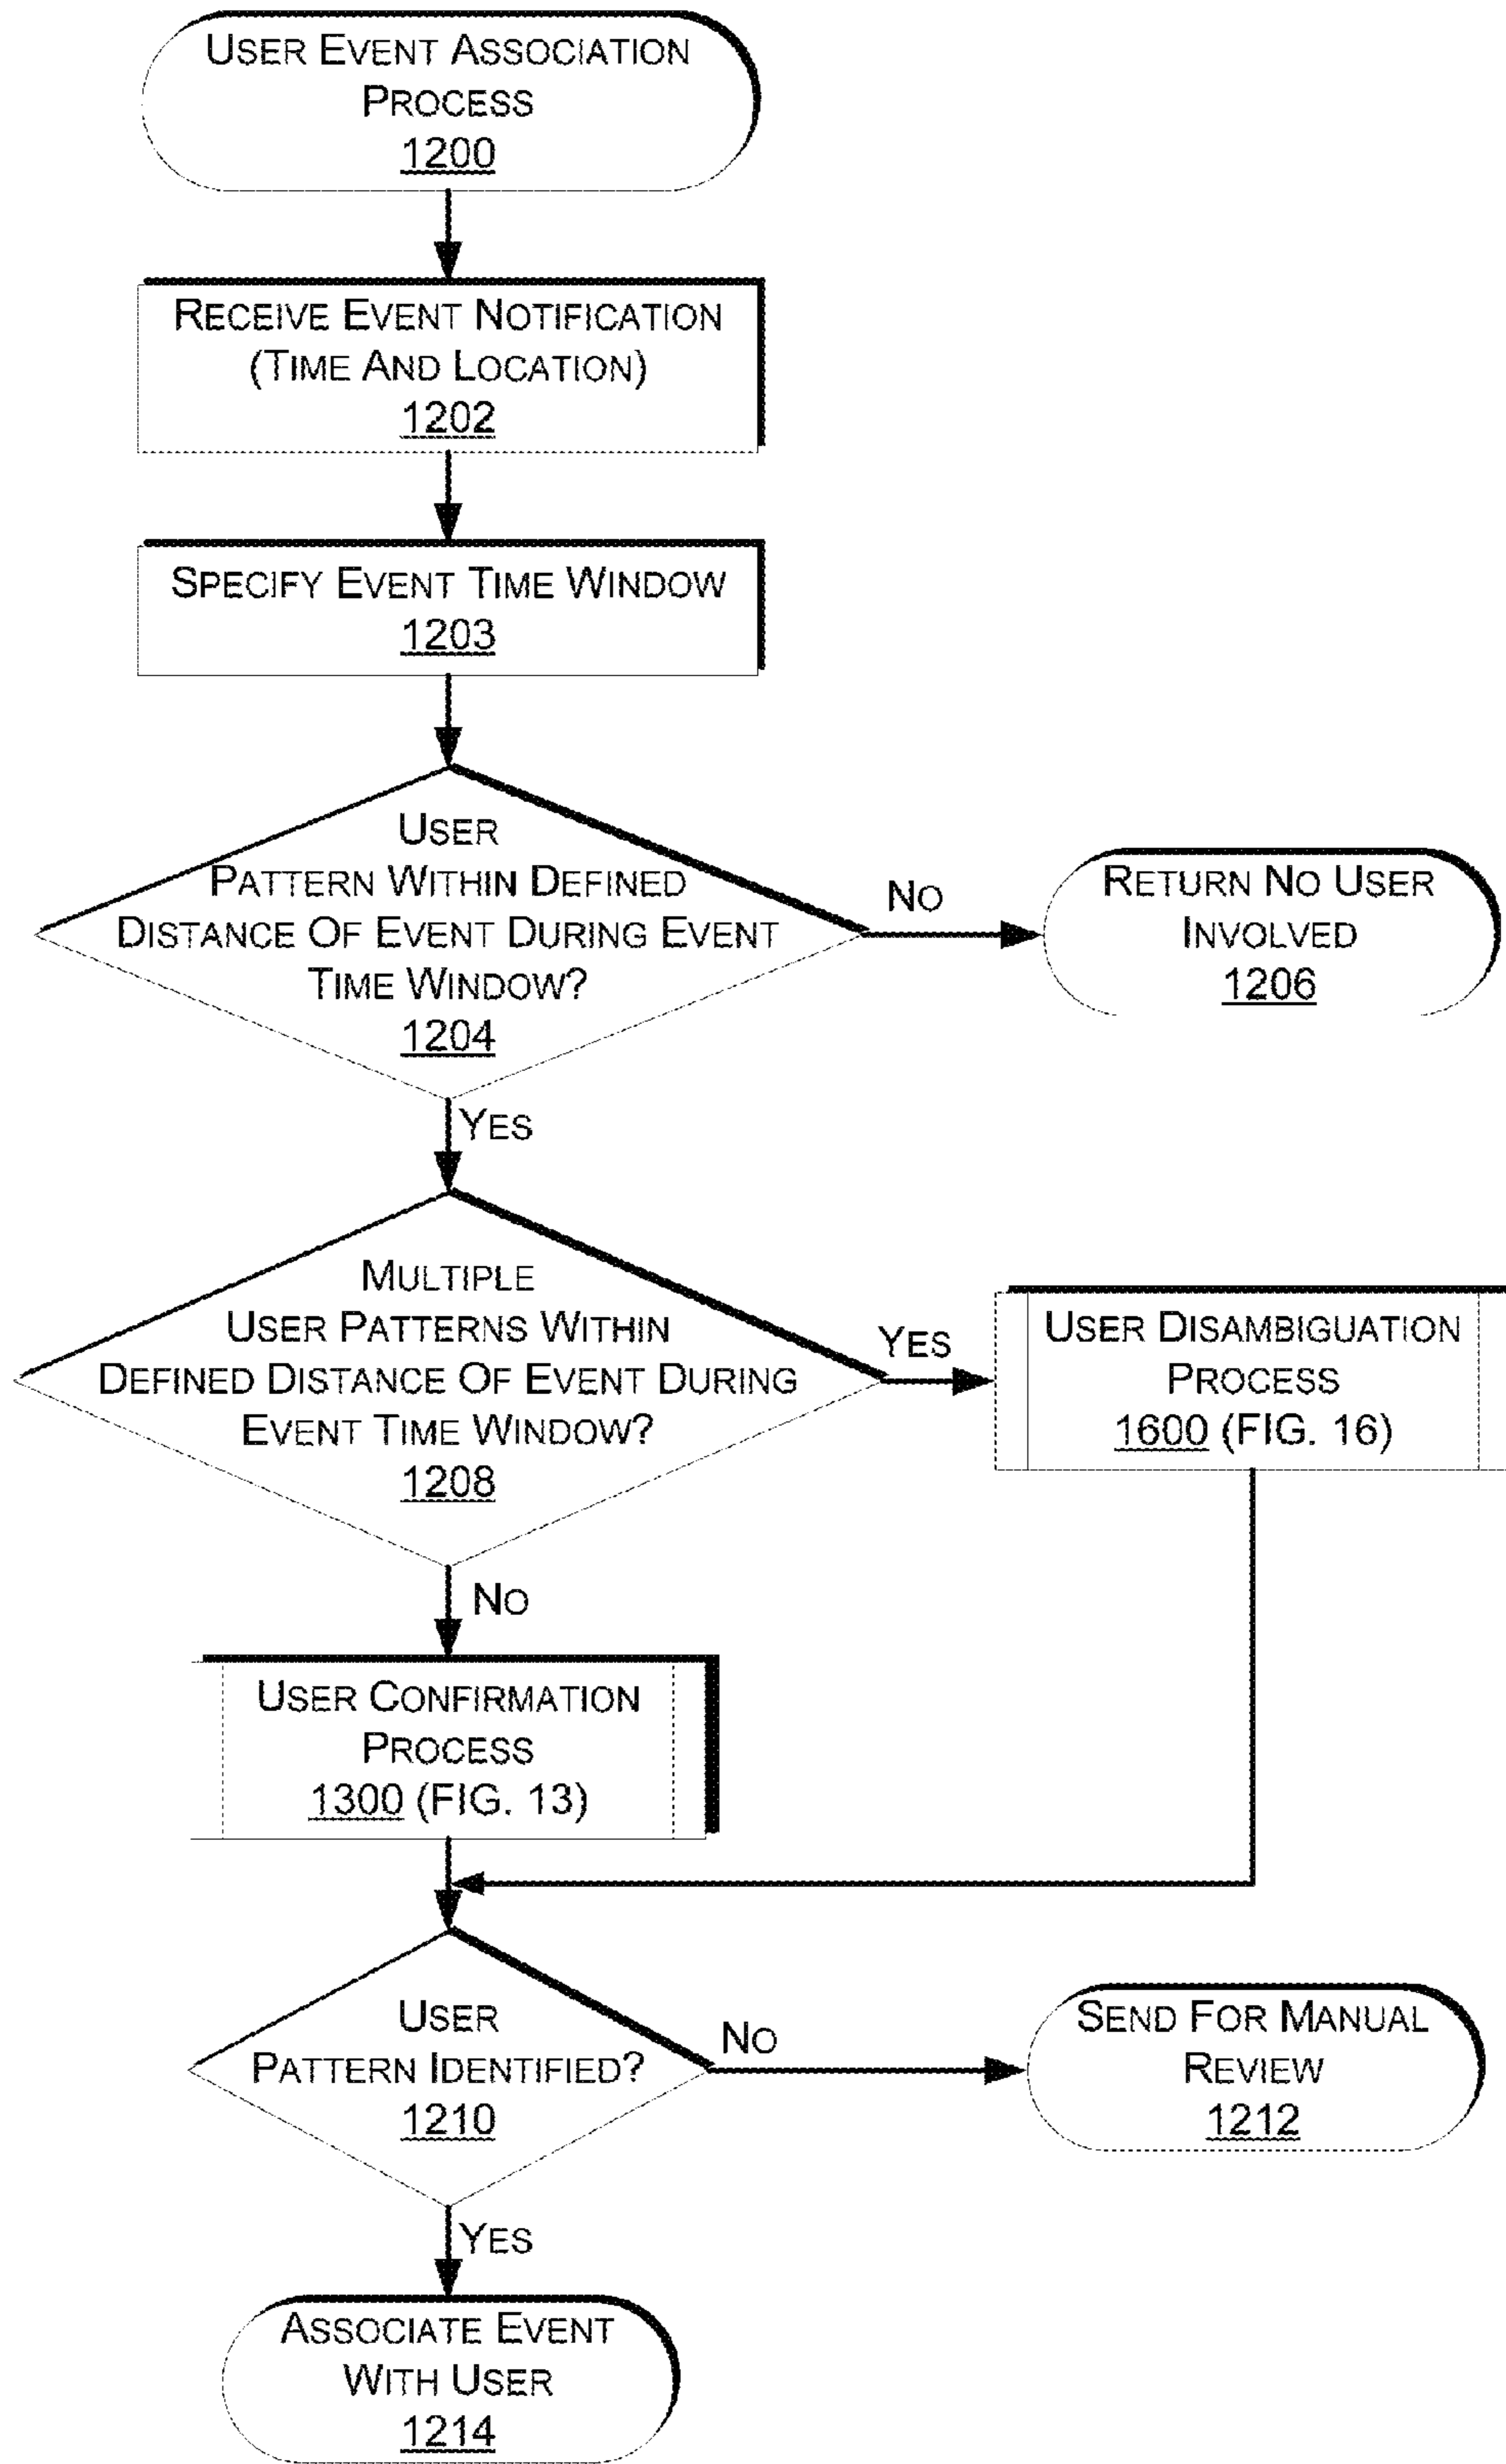 USER EVENT ASSOCIATION
PROCESS
1200
RECEIVE EVENT NOTIFICATION
(TIME AND LOCATION)
1202
SPECIFY EVENT TIME WINDOW
1203
USER
PATTERN WITHIN DEFINED
DISTANCE OF EVENT DURING EVENT
TIME WINDOW?
1204
NO
RETURN NO USER
INVOLVED
1206
YES
MULTIPLE
USER PATTERNS WITHIN
DEFINED DISTANCE OF EVENT DURING
EVENT TIME WINDOW?
1208
YES
USER DISAMBIGUATION
PROCESS
1600 (FIG. 16)
NO
USER CONFIRMATION
PROCESS
1300 (FIG. 13)
USER
PATTERN IDENTIFIED?
1210
NO
SEND FOR MANUAL
REVIEW
1212
YES
ASSOCIATE EVENT
WITH USER
1214